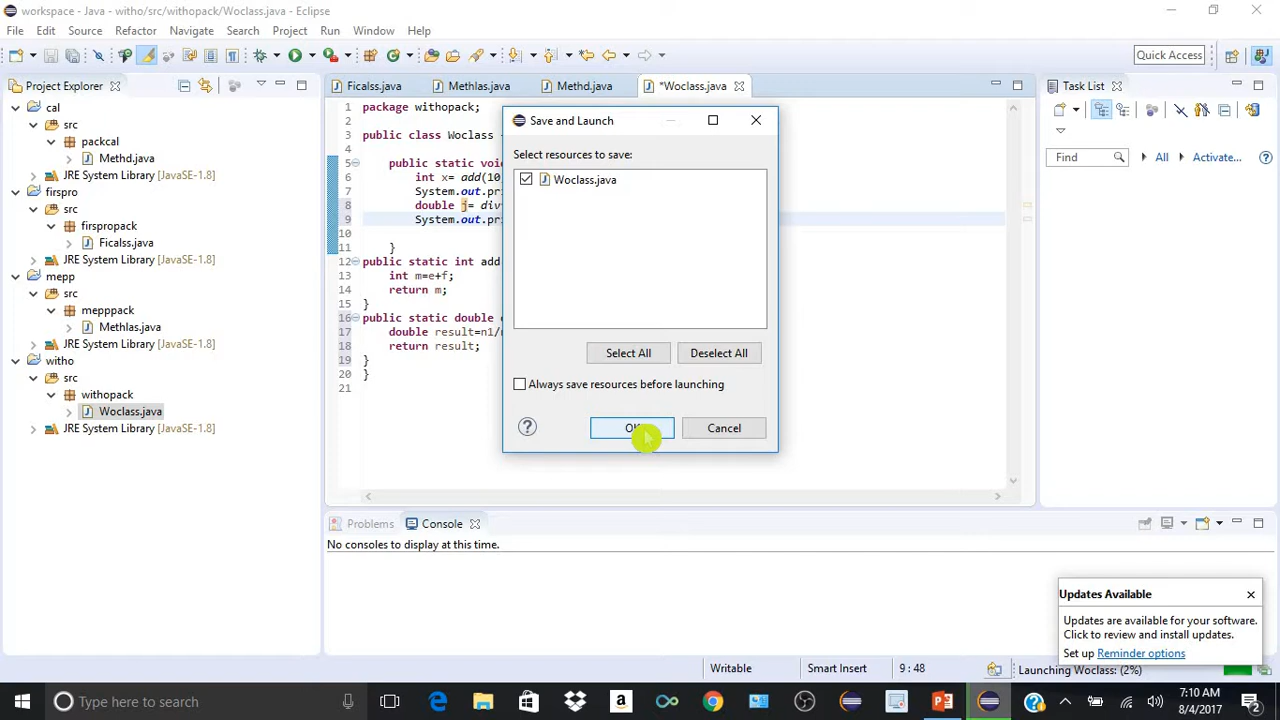 workspace - Java - witho/src/withopack/Woclass.java - Eclipse
File Edit Source Refactor Navigate Search Project Run Window Help
Quick Access
Project Explorer
cal
src
packcal
Methd.java
JRE System Library [JavaSE-1.8]
firspro
src
firspropack
Ficalss.java
JRE System Library [JavaSE-1.8]
mepp
src
mepppack
Methlas.java
JRE System Library [JavaSE-1.8]
witho
src
withopack
Woclass.java
JRE System Library [JavaSE-1.8]
Ficalss.java Methlas.java Methd.java *Woclass.java
1 package withopack;
2
3 public class Woclass
4
5 public static void
6 int x= add(10
7 System.out.pri
8 double j= div
9 System.out.pri
10
11 }
12 public static int add
13 int m=e+f;
14 return m;
15 }
16 public static double
17 double result=n1/
18 return result;
19 }
20 }
21
Save and Launch
Select resources to save:
Woclass.java
Select All Deselect All
Always save resources before launching
OK Cancel
Problems Console
No consoles to display at this time.
Task List
Find All Activate...
Updates Available
Updates are available for your software.
Click to review and install updates.
Set up Reminder options
Writable Smart Insert 9 : 48 Launching Woclass: (2%)
Type here to search
7:10 AM
8/4/2017
2